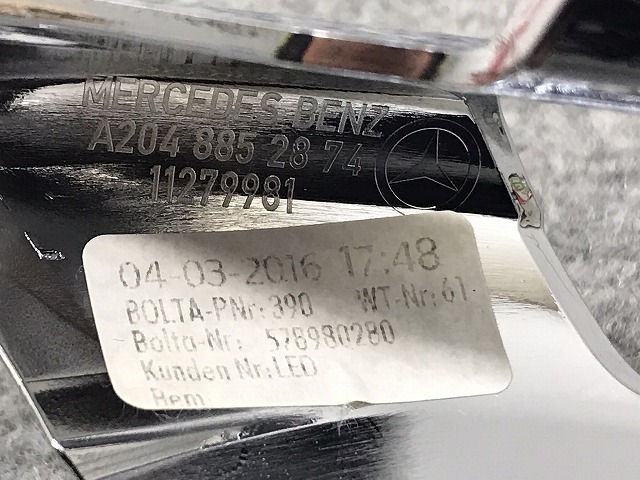 MERCEDES BENZ
A204 885 28 74
11279981
04-03-2016 17:48
BOLTA-PNr: 390 WT-Nr: 61
Bolta-Nr: 578980280
Kunden Nr: LED
Bem